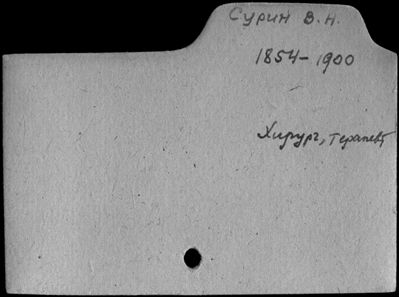 Сурин В. Н.
1854-1900
Хирург, терапевт